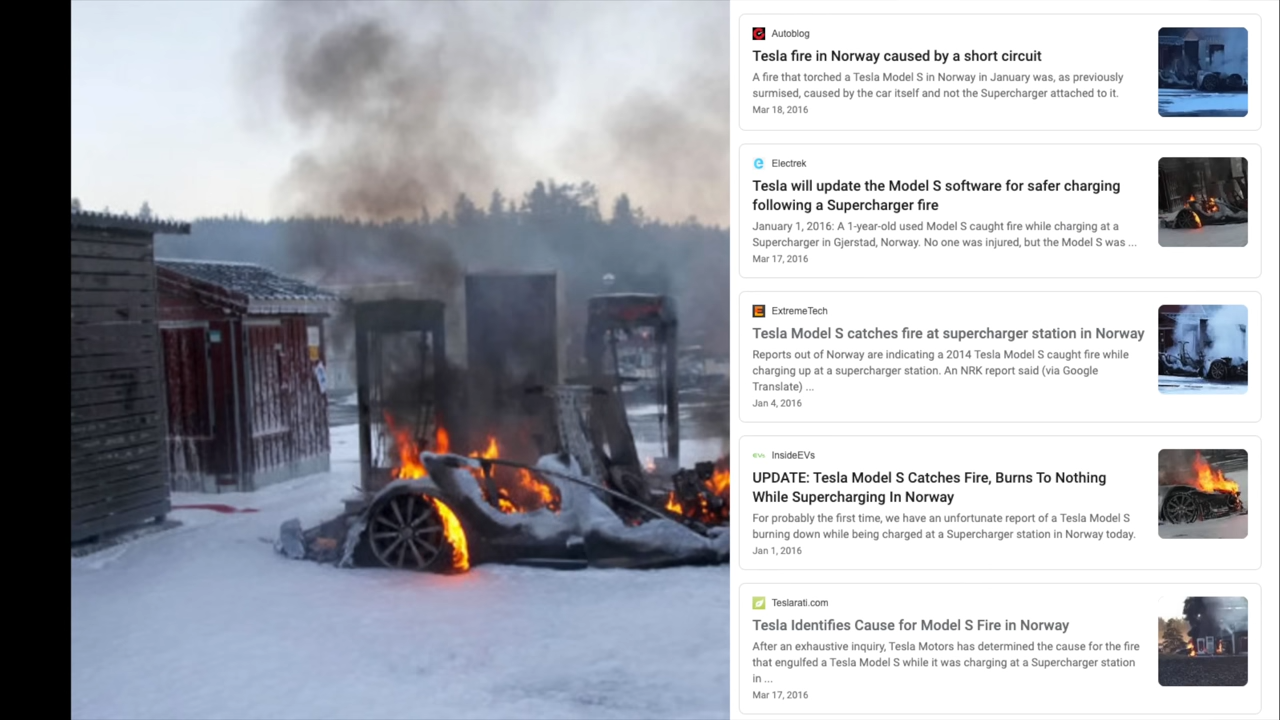 Autoblog
Tesla fire in Norway caused by a short circuit
A fire that torched a Tesla Model S in Norway in January was, as previously
surmised, caused by the car itself and not the Supercharger attached to it.
Mar 18, 2016
Electrek
Tesla will update the Model S software for safer charging
following a Supercharger fire
January 1, 2016: A 1-year-old used Model S caught fire while charging at a
Supercharger in Gjerstad, Norway. No one was injured, but the Model S was ...
Mar 17, 2016
ExtremeTech
Tesla Model S catches fire at supercharger station in Norway
Reports out of Norway are indicating a 2014 Tesla Model S caught fire while
charging up at a supercharger station. An NRK report said (via Google
Translate) ...
Jan 4, 2016
InsideEVs
UPDATE: Tesla Model S Catches Fire, Burns To Nothing
While Supercharging In Norway
For probably the first time, we have an unfortunate report of a Tesla Model S
burning down while being charged at a Supercharger station in Norway today.
Jan 1, 2016
Teslarati.com
Tesla Identifies Cause for Model S Fire in Norway
After an exhaustive inquiry, Tesla Motors has determined the cause for the fire
that engulfed a Tesla Model S while it was charging at a Supercharger station
in ...
Mar 17, 2016